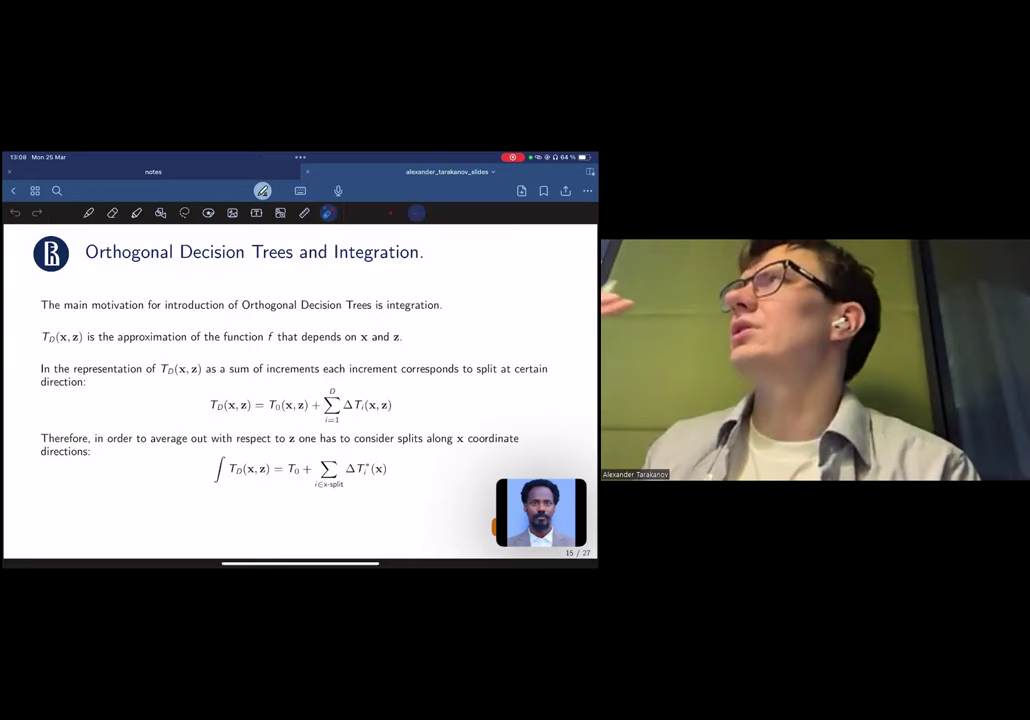 13:08 Mon 25 Mar
64 %
notes
alexander_tarakanov_slides
Orthogonal Decision Trees and Integration.
The main motivation for introduction of Orthogonal Decision Trees is integration.
T_D(x, z) is the approximation of the function f that depends on x and z.
In the representation of T_D(x, z) as a sum of increments each increment corresponds to split at certain
direction:
T_D(x, z) = T_0(x, z) + ∑_{i=1}^{D} ΔT_i(x, z)
Therefore, in order to average out with respect to z one has to consider splits along x coordinate
directions:
∫ T_D(x, z) = T_0 + ∑_{i∈x-split} ΔT_i^*(x)
15 / 27
Alexander Tarakanov